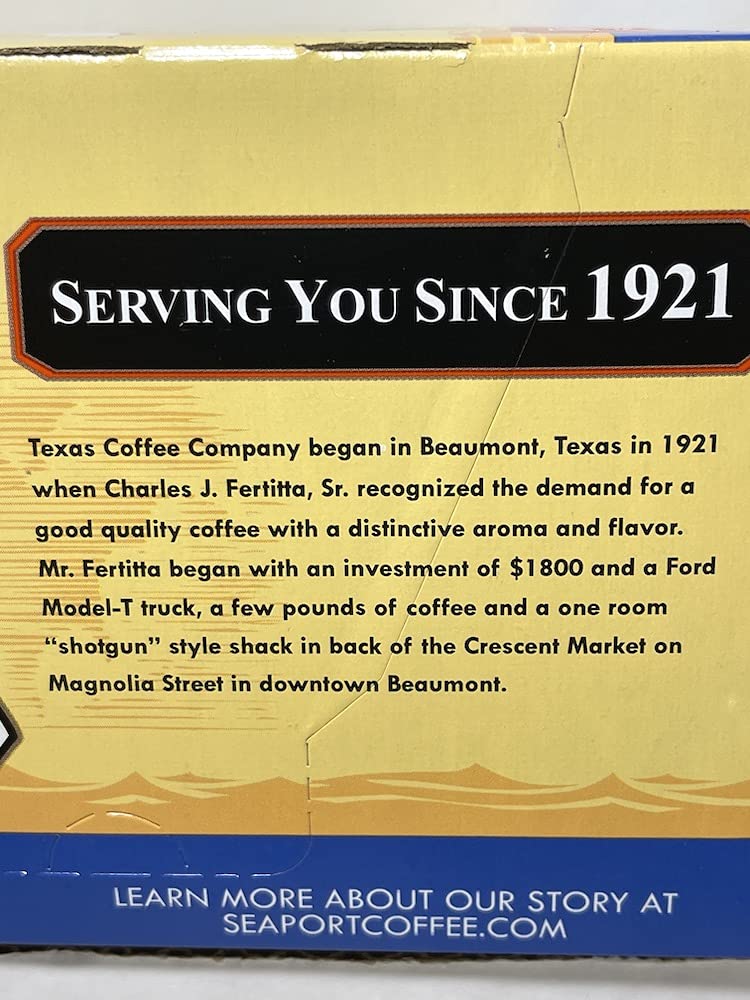 SERVING YOU SINCE 1921
Texas Coffee Company began in Beaumont, Texas in 1921
when Charles J. Fertitta, Sr. recognized the demand for a
good quality coffee with a distinctive aroma and flavor.
Mr. Fertitta began with an investment of $1800 and a Ford
Model-T truck, a few pounds of coffee and a one room
“shotgun” style shack in back of the Crescent Market on
Magnolia Street in downtown Beaumont.
LEARN MORE ABOUT OUR STORY AT
SEAPORTCOFFEE.COM